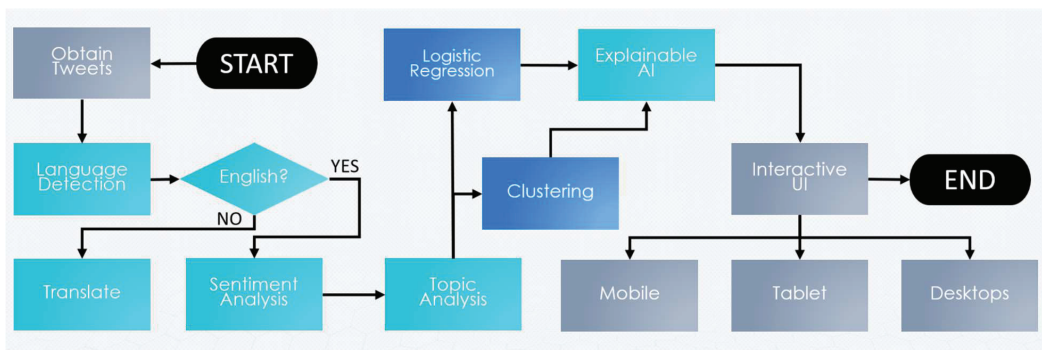 START
Obtain
Tweets
Language
Detection
English?
YES
NO
Translate
Sentiment
Analysis
Topic
Analysis
Logistic
Regression
Clustering
Explainable
AI
Interactive
UI
END
Mobile
Tablet
Desktops